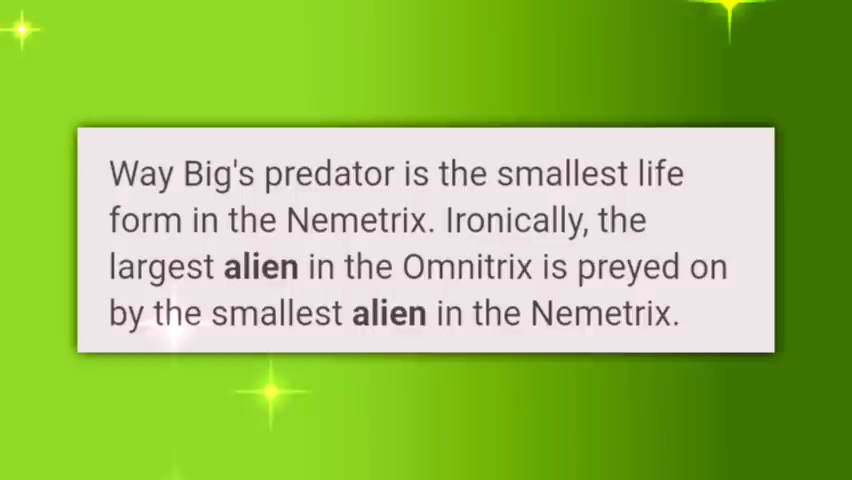 Way Big's predator is the smallest life
form in the Nemetrix. Ironically, the
largest alien in the Omnitrix is preyed on
by the smallest alien in the Nemetrix.